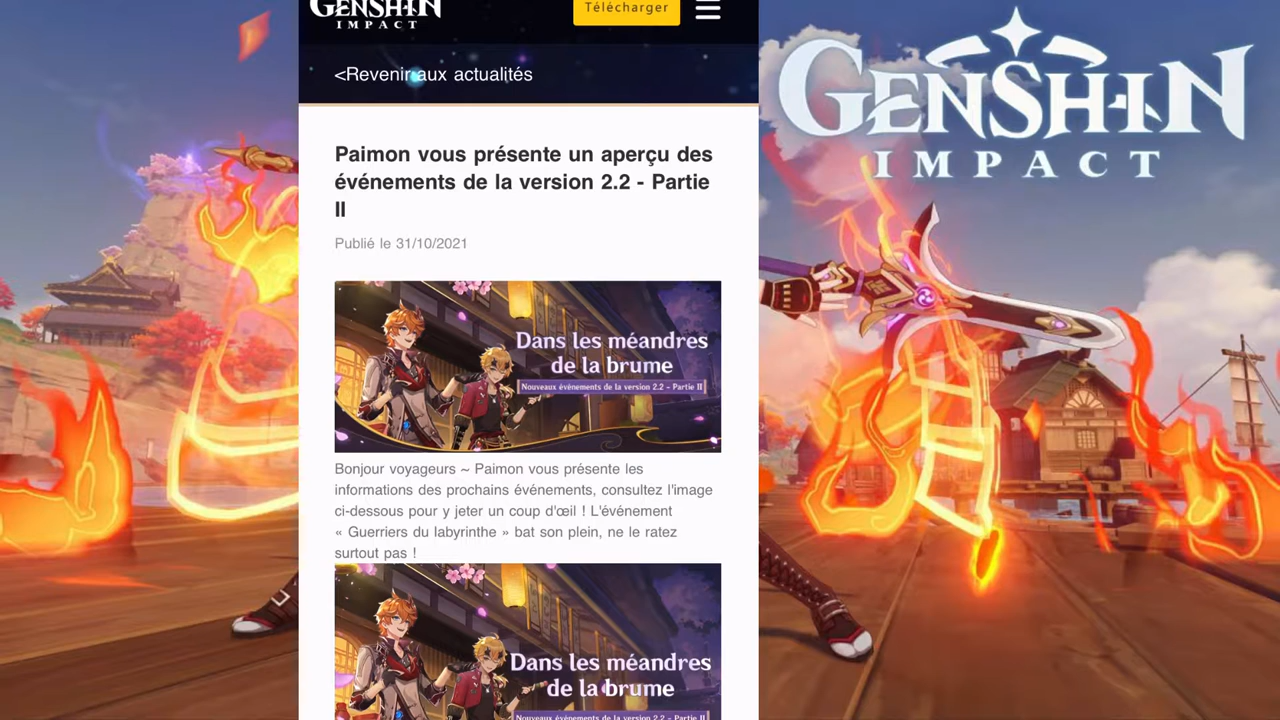 GENSHIN
IMPACT
Télécharger
<Revenir aux actualités
Paimon vous présente un aperçu des
événements de la version 2.2 - Partie
II
Publié le 31/10/2021
Dans les méandres
de la brume
Nouveaux événements de la version 2.2 – Partie II
Bonjour voyageurs ~ Paimon vous présente les
informations des prochains événements, consultez l'image
ci-dessous pour y jeter un coup d'œil ! L'événement
« Guerriers du labyrinthe » bat son plein, ne le ratez
surtout pas !
Dans les méandres
de la brume
Nouveaux événements de la version 2.2 – Partie II
GENSHIN
IMPACT